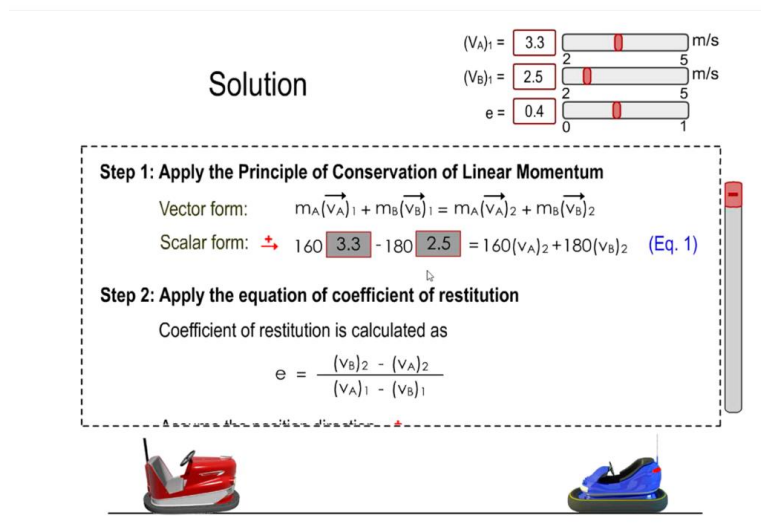 (VA)1 = 3.3 m/s
2 5
Solution
(VB)1 = 2.5 m/s
2 5
e = 0.4
0 1
Step 1: Apply the Principle of Conservation of Linear Momentum
Vector form: mA(vA)1 + mB(vB)1 = mA(vA)2 + mB(vB)2
Scalar form: + → 160 3.3 - 180 2.5 = 160(vA)2 + 180(vB)2 (Eq. 1)
Step 2: Apply the equation of coefficient of restitution
Coefficient of restitution is calculated as
e = (vB)2 - (vA)2
(vA)1 - (vB)1